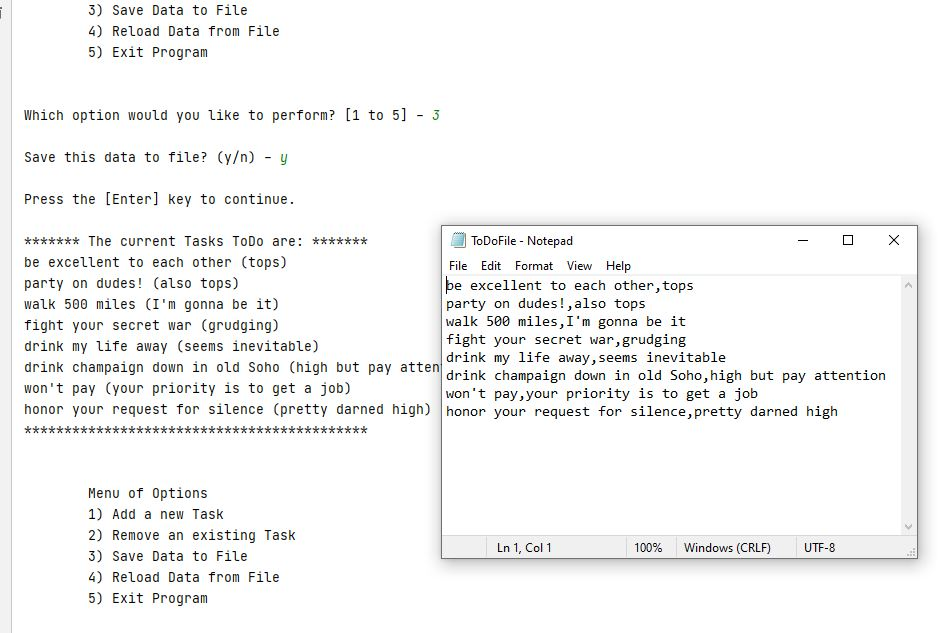 3) Save Data to File
4) Reload Data from File
5) Exit Program
Which option would you like to perform? [1 to 5] - 3
Save this data to file? (y/n) - y
Press the [Enter] key to continue.
******* The current Tasks ToDo are: *******
be excellent to each other (tops)
party on dudes! (also tops)
walk 500 miles (I'm gonna be it)
fight your secret war (grudging)
drink my life away (seems inevitable)
drink champaign down in old Soho (high but pay atten
won't pay (your priority is to get a job)
honor your request for silence (pretty darned high)
*******************************************
Menu of Options
1) Add a new Task
2) Remove an existing Task
3) Save Data to File
4) Reload Data from File
5) Exit Program
ToDoFile - Notepad
File Edit Format View Help
be excellent to each other,tops
party on dudes!,also tops
walk 500 miles,I'm gonna be it
fight your secret war,grudging
drink my life away,seems inevitable
drink champaign down in old Soho,high but pay attention
won't pay,your priority is to get a job
honor your request for silence,pretty darned high
Ln 1, Col 1 100% Windows (CRLF) UTF-8